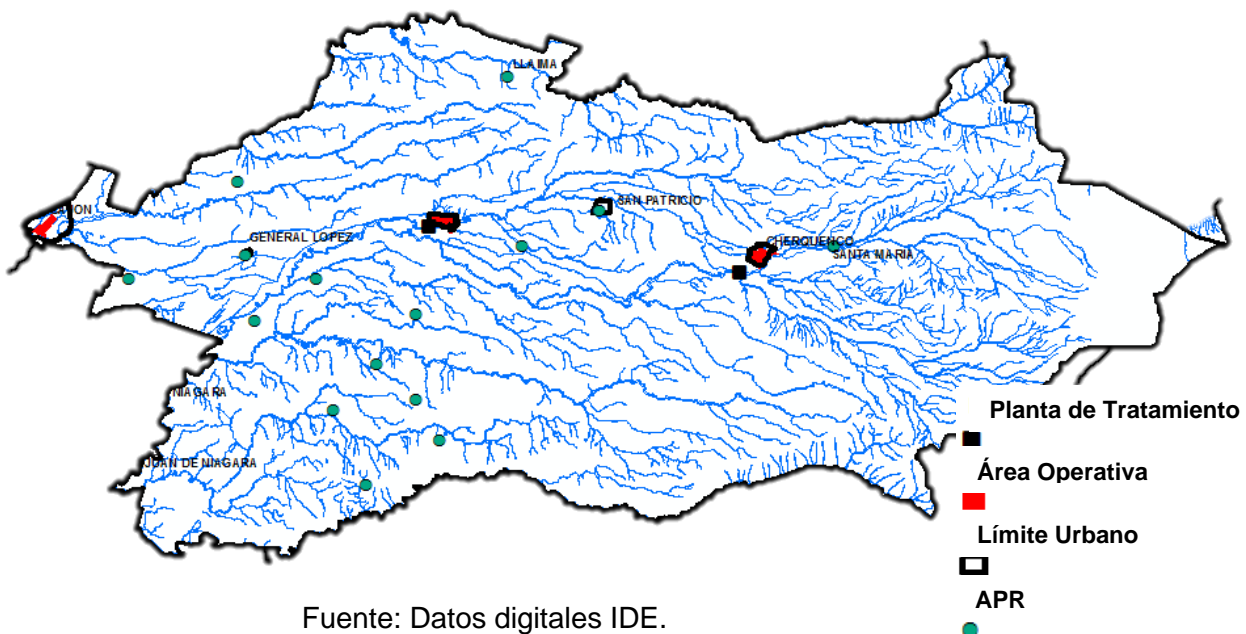 LLAIMA
SAN PATRICIO
GENERAL LOPEZ
CHERQUENCO
SANTA MARIA
NIAGARA
JUAN DE NIAGARA
Planta de Tratamiento
Área Operativa
Límite Urbano
APR
Fuente: Datos digitales IDE.